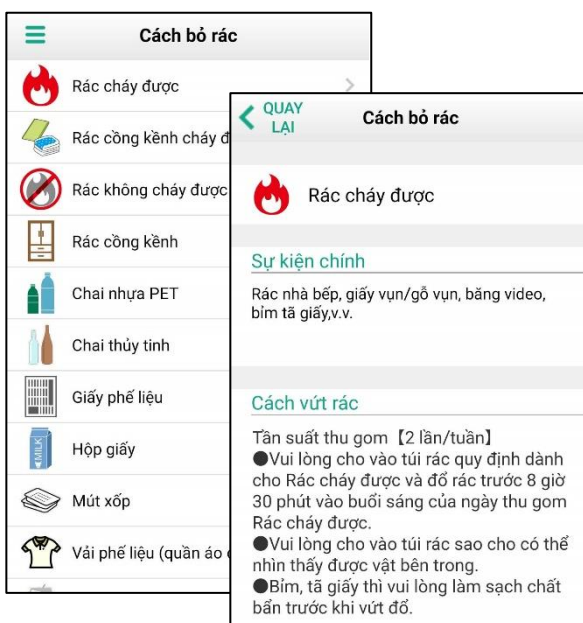 Cách bỏ rác
Rác cháy được
Rác cồng kềnh cháy đ
Rác không cháy được
Rác cồng kềnh
Chai nhựa PET
Chai thủy tinh
Giấy phế liệu
MILK
Hộp giấy
Mút xốp
Vải phế liệu (quần áo
QUAY
LẠI
Cách bỏ rác
Rác cháy được
Sự kiện chính
Rác nhà bếp, giấy vụn/gỗ vụn, băng video,
bỉm tã giấy,v.v.
Cách vứt rác
Tần suất thu gom【2 lần/tuần】
●Vui lòng cho vào túi rác quy định dành
cho Rác cháy được và đổ rác trước 8 giờ
30 phút vào buổi sáng của ngày thu gom
Rác cháy được.
●Vui lòng cho vào túi rác sao cho có thể
nhìn thấy được vật bên trong.
●Bỉm, tã giấy thì vui lòng làm sạch chất
bẩn trước khi vứt đổ.